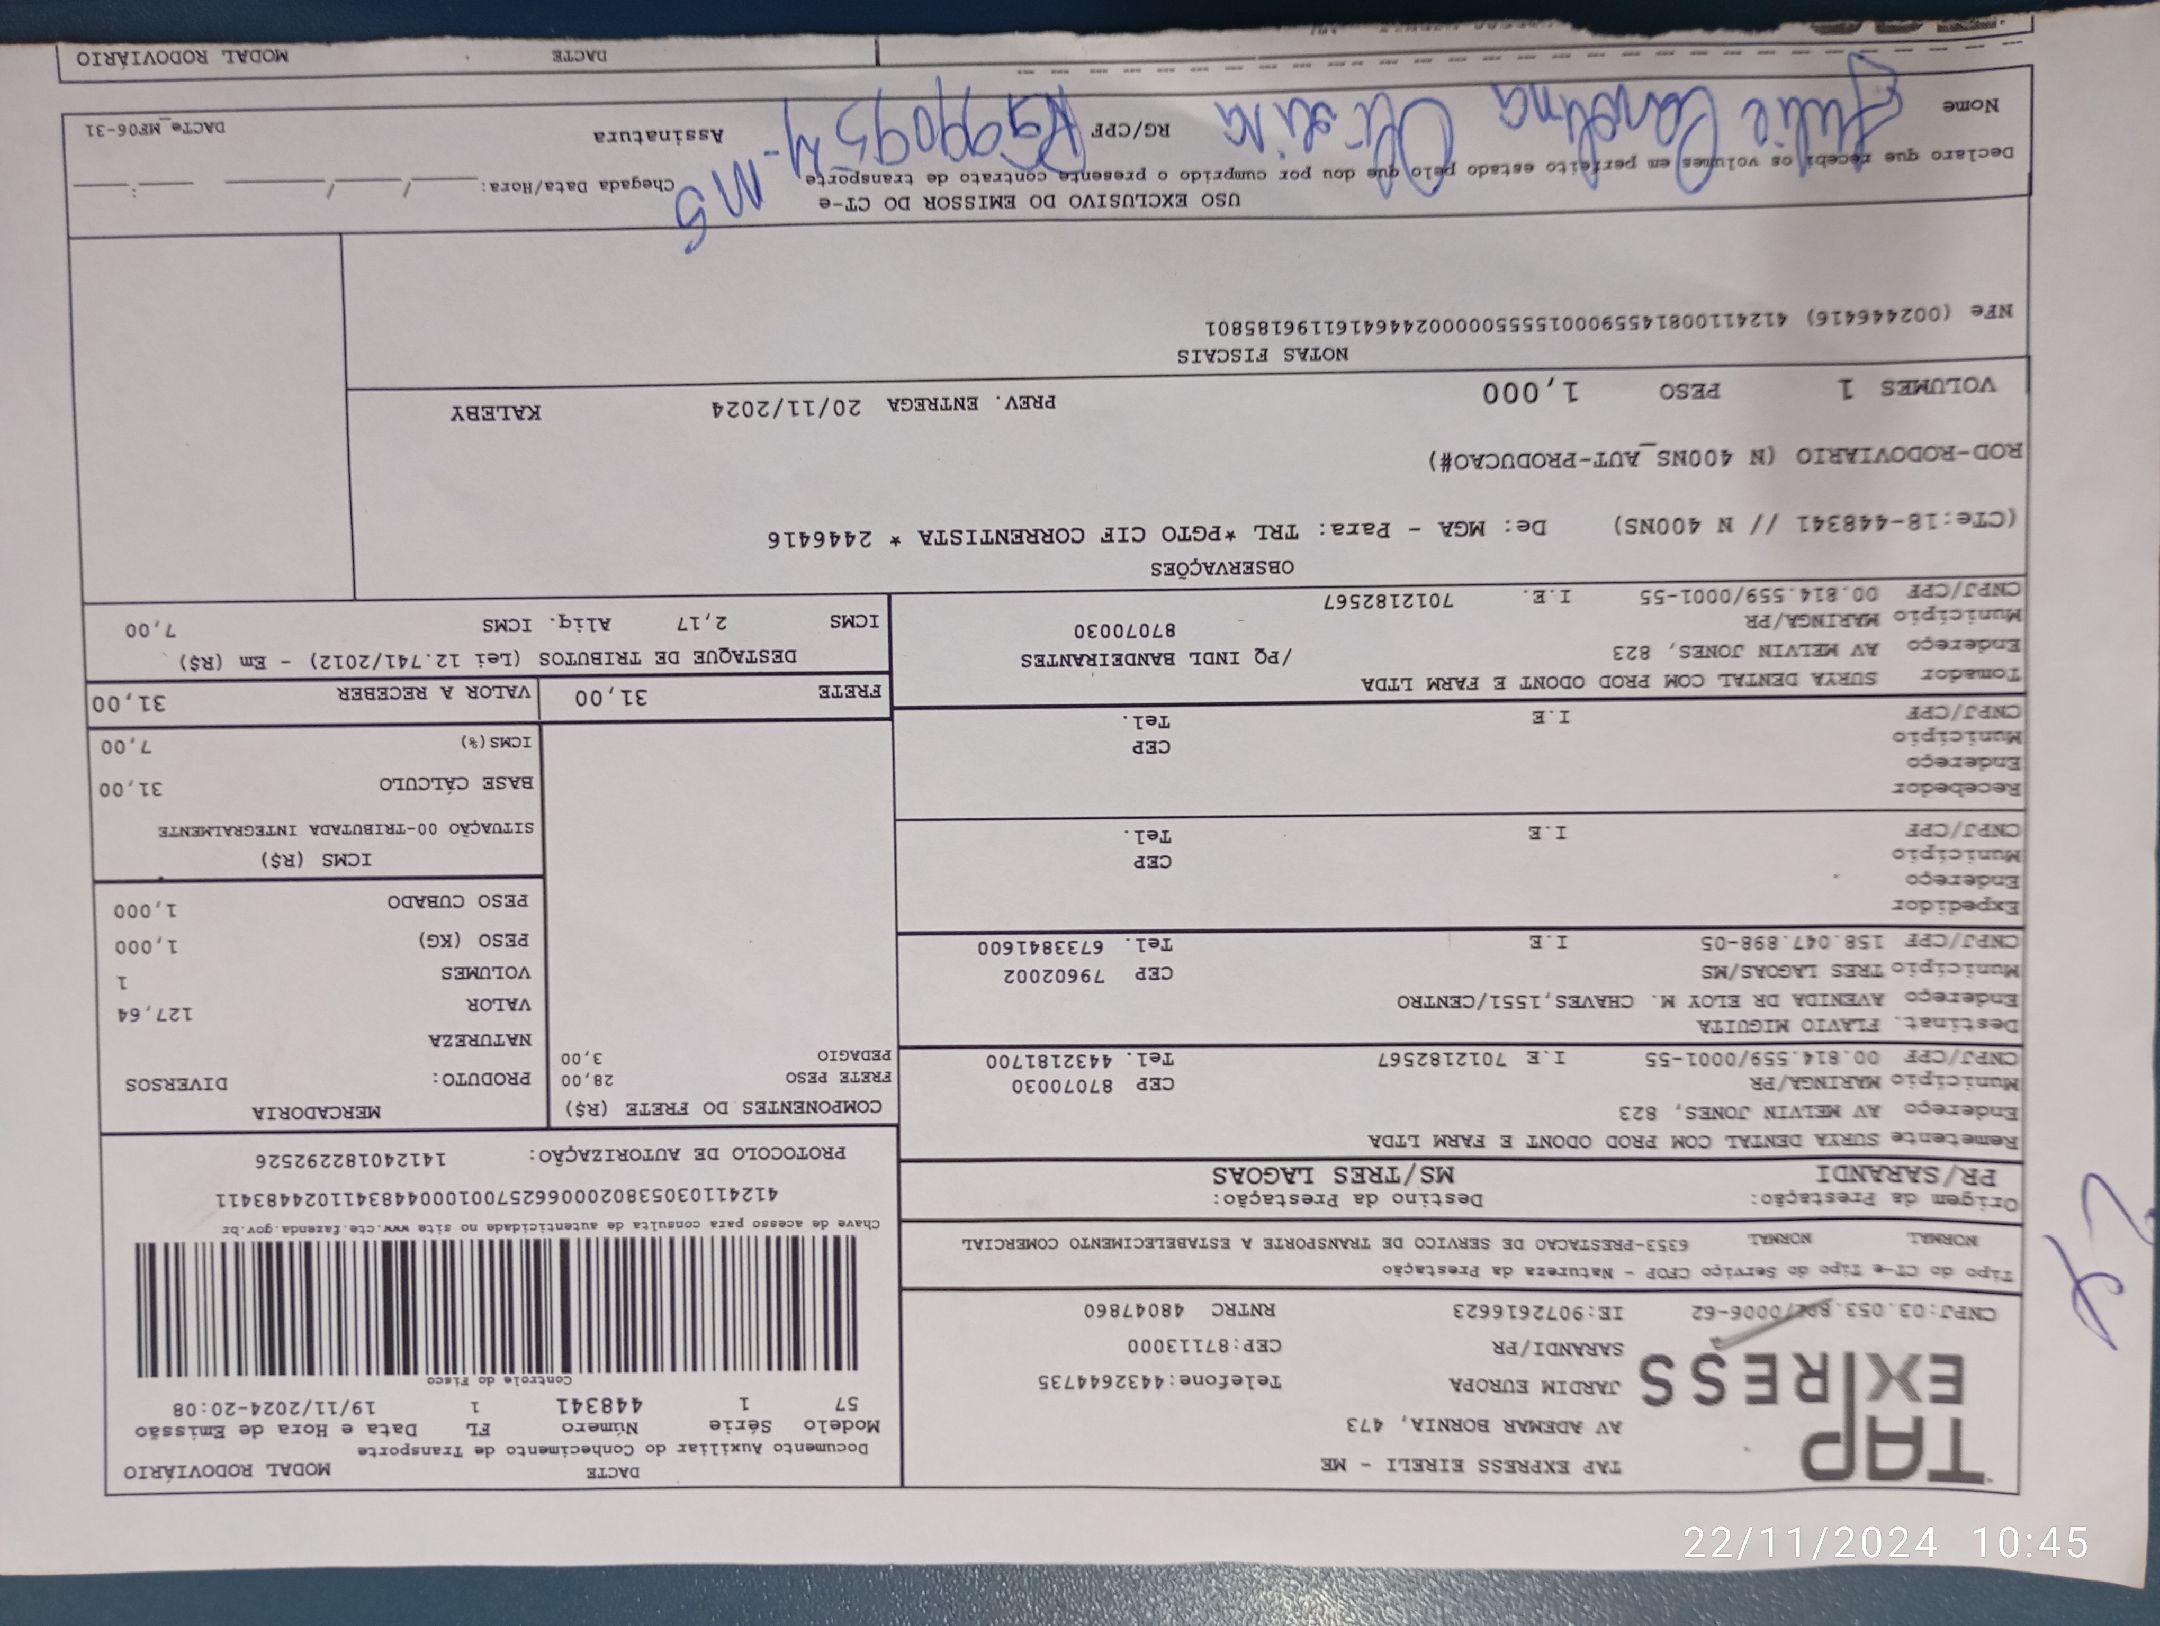 TAP EXPRESS
TAP EXPRESS EIRELI - ME
AV ADEMAR BORNIA, 473
JARDIM EUROPA Telefone:4432644735
SARANDI/PR CEP:87113000
CNPJ:03.053. /0006-62 IE:9072616623 RNTRC 48047860
DACTE MODAL RODOVIÁRIO
Documento Auxiliar do Conhecimento de Transporte
Modelo Série Número FL Data e Hora de Emissão
57 1 448341 1 19/11/2024-20:08
Controle do Fisco
Chave de acesso para consulta de autenticidade no site www.cte.fazenda.gov.br
41241103053802000662570010004483411024483411
PROTOCOLO DE AUTORIZAÇÃO: 141240182292526
Tipo do CT-e Tipo do Serviço CFOP - Natureza da Prestação
NORMAL NORMAL 6353-PRESTACAO DE SERVICO DE TRANSPORTE A ESTABELECIMENTO COMERCIAL
Origem da Prestação: Destino da Prestação:
PR/SARANDI MS/TRES LAGOAS
Remetente SURYA DENTAL COM PROD ODONT E FARM LTDA
Endereço AV MELVIN JONES, 823
Município MARINGA/PR CEP 87070030
CNPJ/CPF 00.814.559/0001-55 I.E 7012182567 Tel. 4432181700
Destinat. FLAVIO MIGUITA
Endereço AVENIDA DR ELOY M. CHAVES,1551/CENTRO
Município TRES LAGOAS/MS CEP 79602002
CNPJ/CPF 158.047.898-05 I.E Tel. 6733841600
Expedidor
Endereço
Município CEP
CNPJ/CPF I.E Tel.
Recebedor
Endereço
Município CEP
CNPJ/CPF I.E Tel.
Tomador SURYA DENTAL COM PROD ODONT E FARM LTDA
Endereço AV MELVIN JONES, 823 /PQ INDL BANDEIRANTES
Município MARINGA/PR 87070030
CNPJ/CPF 00.814.559/0001-55 I.E. 7012182567
COMPONENTES DO FRETE (R$)
FRETE PESO 28,00
PEDAGIO 3,00
MERCADORIA
PRODUTO: DIVERSOS
NATUREZA
VALOR 127,64
VOLUMES 1
PESO (KG) 1,000
PESO CUBADO 1,000
ICMS (R$)
SITUAÇÃO 00-TRIBUTADA INTEGRALMENTE
BASE CÁLCULO 31,00
ICMS(%) 7,00
FRETE 31,00 VALOR A RECEBER 31,00
DESTAQUE DE TRIBUTOS (Lei 12.741/2012) - Em (R$)
ICMS 2,17 Aliq. ICMS 7,00
OBSERVAÇÕES
(CTe:18-448341 // N 400NS) De: MGA - Para: TRL *PGTO CIF CORRENTISTA * 2446416
ROD-RODOVIARIO (N 400NS_AUT-PRODUCAO#)
VOLUMES 1 PESO 1,000 PREV. ENTREGA 20/11/2024 KALEBY
NOTAS FISCAIS
NFe (002446416) 41241100814559000155550000024464161196185801
USO EXCLUSIVO DO EMISSOR DO CT-e
Declaro que recebi os volumes em perfeito estado pelo que dou por cumprido o presente contrato de transporte
Chegada Data/Hora: ____/____/____ ___:___
Nome Carolina Oliveira RG/CPF Assinatura
MS
DACTe_MF06-31
DACTE MODAL RODOVIÁRIO
22/11/2024 10:45